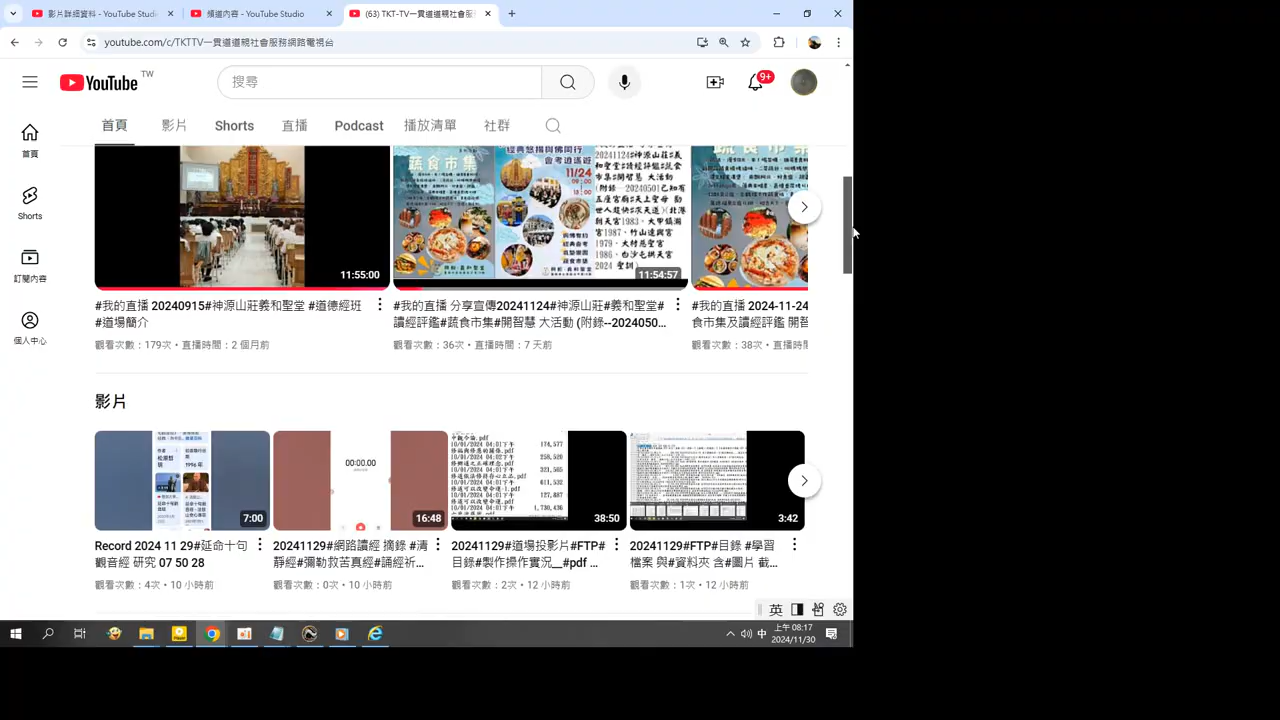 影片詳細資料 - YouTube Studi
頻道內容 - YouTube Studio
(63) TKT-TV一貫道道親社會服
youtube.com/c/TKTTV一貫道道親社會服務網路電視台
YouTube TW
搜尋
9+
首頁 影片 Shorts 直播 Podcast 播放清單 社群
首頁
Shorts
訂閱內容
個人中心
蔬食市集
11/24
11:55:00
11:54:57
#我的直播 20240915#神源山莊義和聖堂 #道德經班
#道場簡介
觀看次數：179次 • 直播時間：2 個月前
#我的直播 分享宣傳20241124#神源山莊#義和聖堂#
讀經評鑑#蔬食市集#開智慧 大活動 (附錄--2024050...
觀看次數：36次 • 直播時間：7 天前
#我的直播 2024-11-24
食市集及讀經評鑑 開智
觀看次數：38次 • 直播時
影片
1996 年
7:00
00:00.00
16:48
38:50
3:42
Record 2024 11 29#延命十句
觀音經 研究 07 50 28
觀看次數：4次 • 10 小時前
20241129#網路讀經 摘錄 #清
靜經#彌勒救苦真經#誦經祈...
觀看次數：0次 • 10 小時前
20241129#道場投影片#FTP#
目錄#製作操作實況__#pdf ...
觀看次數：2次 • 12 小時前
20241129#FTP#目錄 #學習
檔案 與#資料夾 含#圖片 截...
觀看次數：1次 • 12 小時前
英
中
上午 08:17
2024/11/30